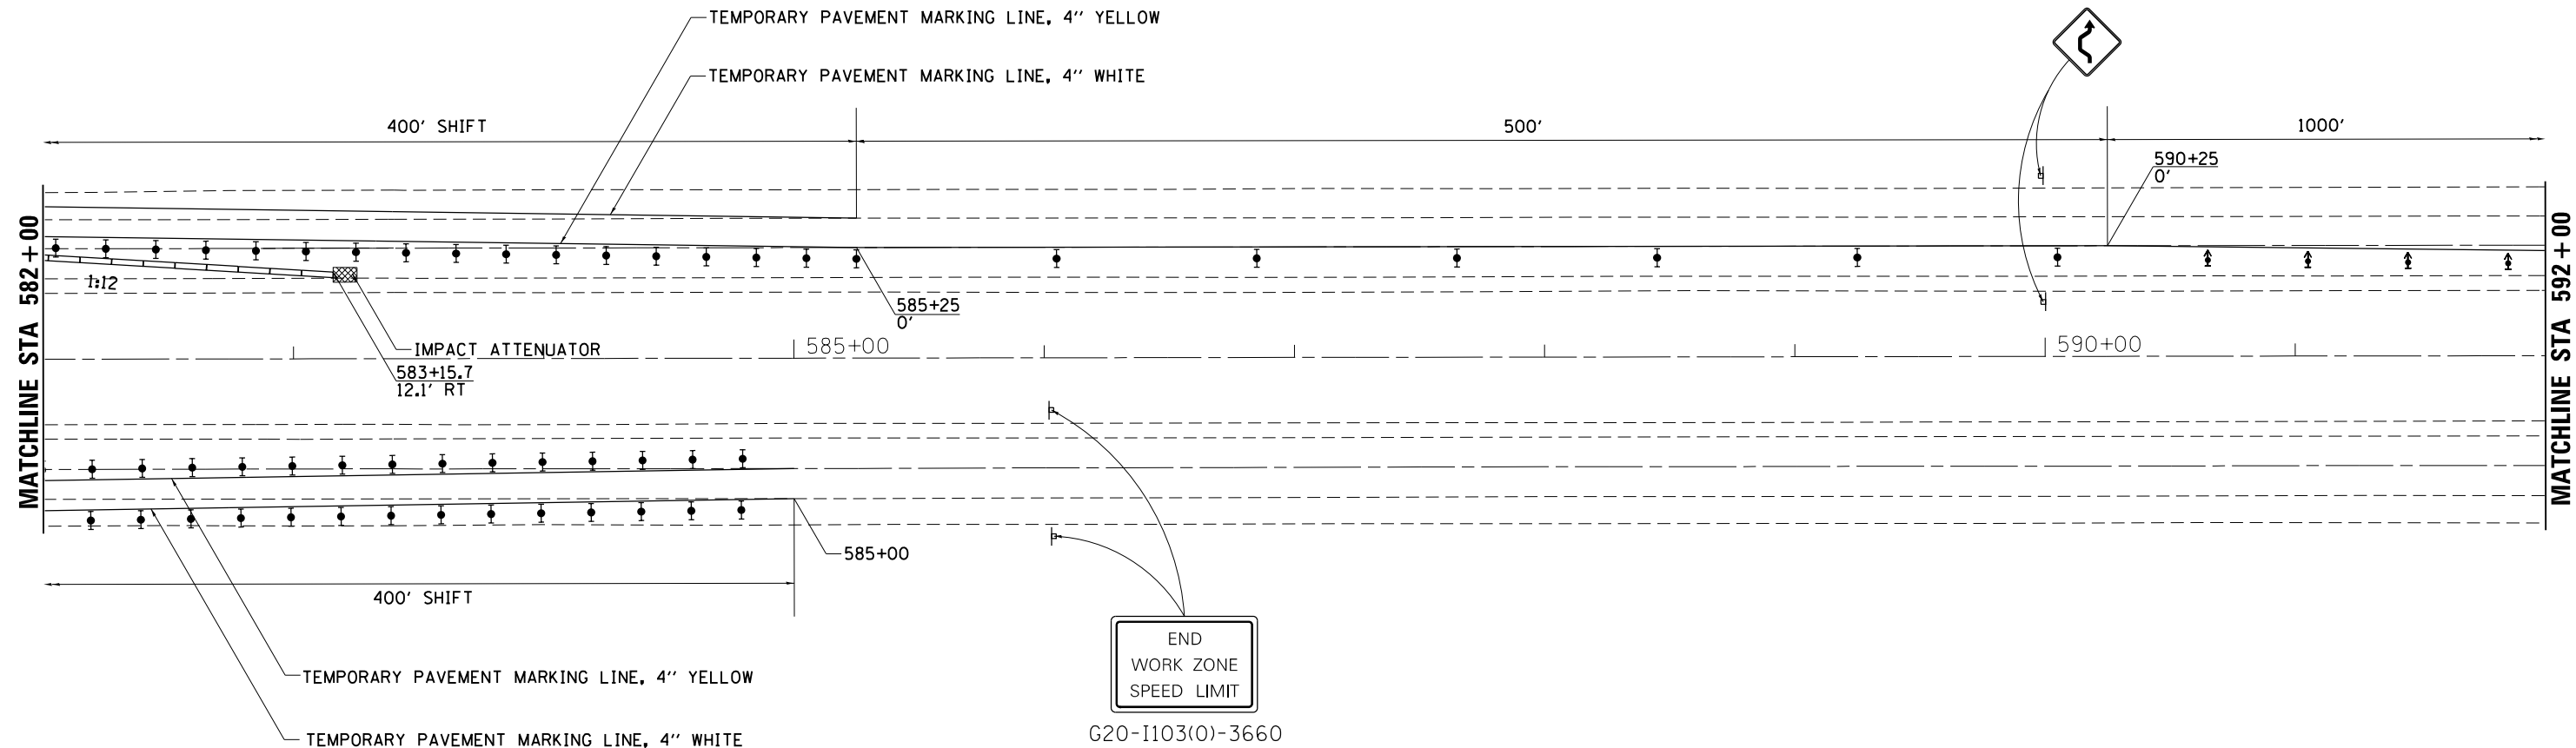 TEMPORARY PAVEMENT MARKING LINE, 4'' YELLOW
TEMPORARY PAVEMENT MARKING LINE, 4'' WHITE
400' SHIFT
500'
1000'
590+25
0'
MATCHLINE STA 582+00
MATCHLINE STA 592+00
1:12
585+25
0'
IMPACT ATTENUATOR
585+00
590+00
583+15.7
12.1' RT
585+00
400' SHIFT
END
WORK ZONE
SPEED LIMIT
G20-I103(0)-3660
TEMPORARY PAVEMENT MARKING LINE, 4'' YELLOW
TEMPORARY PAVEMENT MARKING LINE, 4'' WHITE